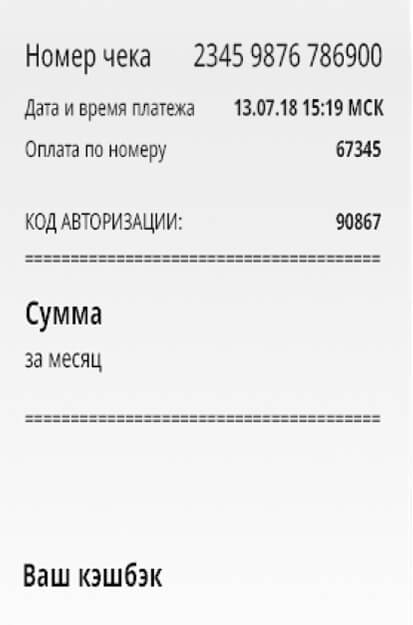 Номер чека 2345 9876 786900
Дата и время платежа 13.07.18 15:19 МСК
Оплата по номеру 67345
КОД АВТОРИЗАЦИИ: 90867
=======================================
Сумма
за месяц
=======================================
Ваш кэшбэк